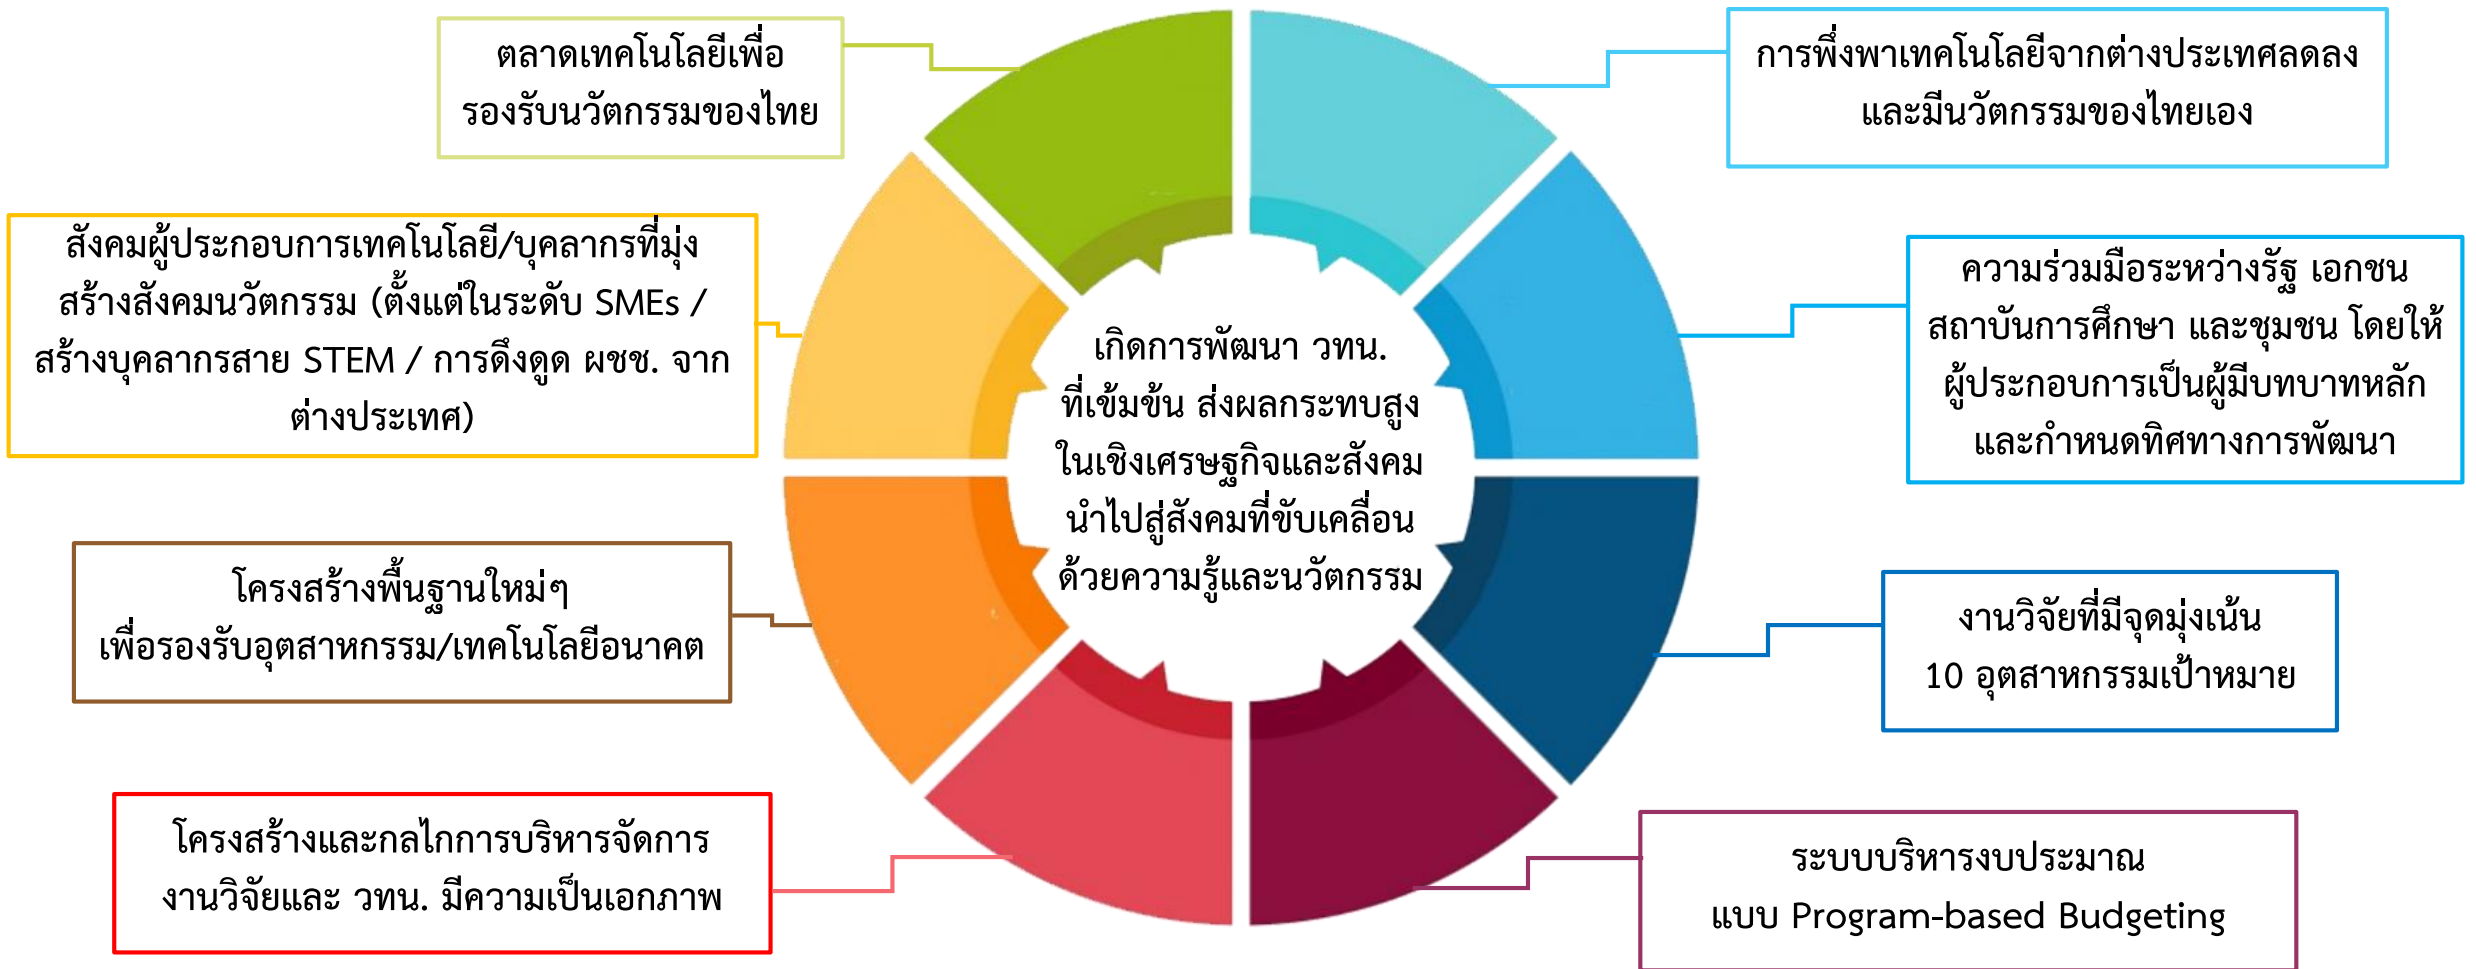 ตลาดเทคโนโลยีเพื่อ
รองรับนวัตกรรมของไทย
การพึ่งพาเทคโนโลยีจากต่างประเทศลดลง
และมีนวัตกรรมของไทยเอง
สังคมผู้ประกอบการเทคโนโลยี/บุคลากรที่มุ่ง
สร้างสังคมนวัตกรรม (ตั้งแต่ในระดับ SMEs /
สร้างบุคลากรสาย STEM / การดึงดูด ผชช. จาก
ต่างประเทศ)
ความร่วมมือระหว่างรัฐ เอกชน
สถาบันการศึกษา และชุมชน โดยให้
ผู้ประกอบการเป็นผู้มีบทบาทหลัก
และกำหนดทิศทางการพัฒนา
เกิดการพัฒนา วทน.
ที่เข้มข้น ส่งผลกระทบสูง
ในเชิงเศรษฐกิจและสังคม
นำไปสู่สังคมที่ขับเคลื่อน
ด้วยความรู้และนวัตกรรม
โครงสร้างพื้นฐานใหม่ๆ
เพื่อรองรับอุตสาหกรรม/เทคโนโลยีอนาคต
งานวิจัยที่มีจุดมุ่งเน้น
10 อุตสาหกรรมเป้าหมาย
โครงสร้างและกลไกการบริหารจัดการ
งานวิจัยและ วทน. มีความเป็นเอกภาพ
ระบบบริหารงบประมาณ
แบบ Program-based Budgeting